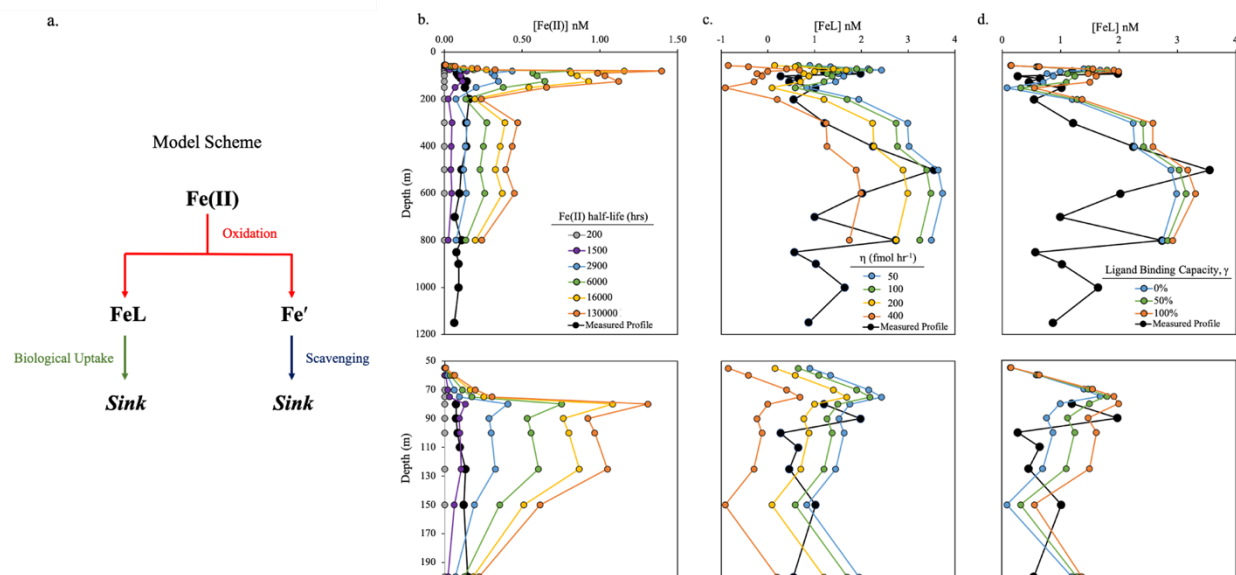 a.
Model Scheme
Fe(II)
Oxidation
FeL
Fe′
Biological Uptake
Scavenging
Sink
Sink
b.
[Fe(II)] nM
0.00
0.50
1.00
1.50
0
200
400
600
800
1000
1200
Depth (m)
Fe(II) half-life (hrs)
200
1500
2900
6000
16000
130000
Measured Profile
50
70
90
110
130
150
170
190
Depth (m)
c.
[FeL] nM
-1
0
1
2
3
4
Depth (m)
η (fmol hr⁻¹)
50
100
200
400
Measured Profile
Depth (m)
d.
[FeL] nM
0
1
2
3
4
Depth (m)
Ligand Binding Capacity, γ
0%
50%
100%
Measured Profile
Depth (m)